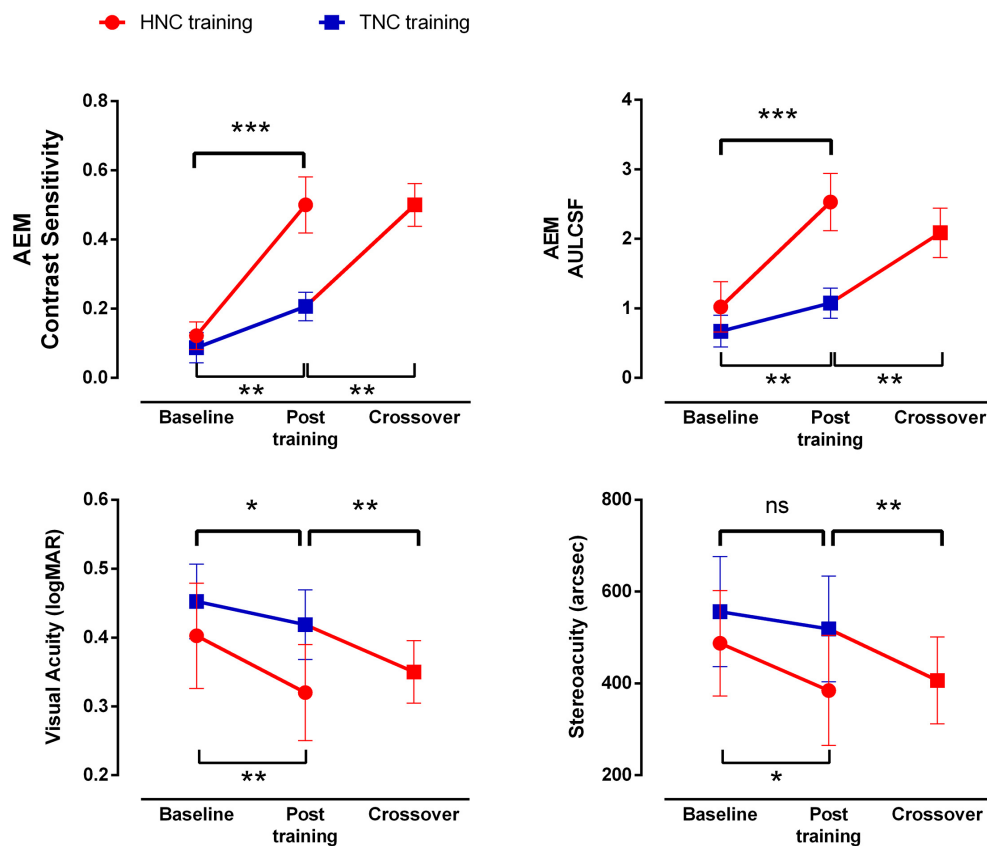 HNC training TNC training
AEM
Contrast Sensitivity
0.8
0.6
0.4
0.2
0.0
***
** **
Baseline Post
training Crossover
AEM
AULCSF
4
3
2
1
0
***
** **
Baseline Post
training Crossover
Visual Acuity (logMAR)
0.6
0.5
0.4
0.3
0.2
* **
**
Baseline Post
training Crossover
Stereoacuity (arcsec)
800
600
400
200
ns **
*
Baseline Post
training Crossover